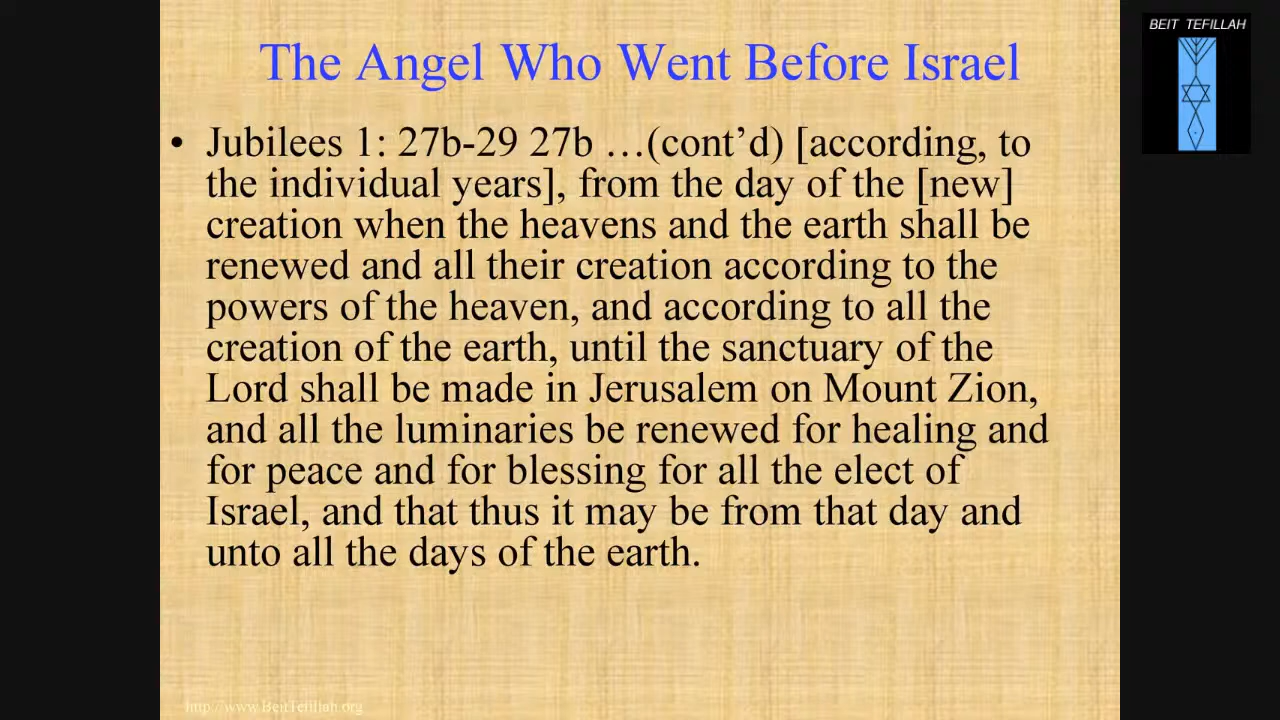 BEIT TEFILLAH
The Angel Who Went Before Israel
• Jubilees 1: 27b-29 27b …(cont’d) [according, to
the individual years], from the day of the [new]
creation when the heavens and the earth shall be
renewed and all their creation according to the
powers of the heaven, and according to all the
creation of the earth, until the sanctuary of the
Lord shall be made in Jerusalem on Mount Zion,
and all the luminaries be renewed for healing and
for peace and for blessing for all the elect of
Israel, and that thus it may be from that day and
unto all the days of the earth.
http://www.BeitTefillah.org